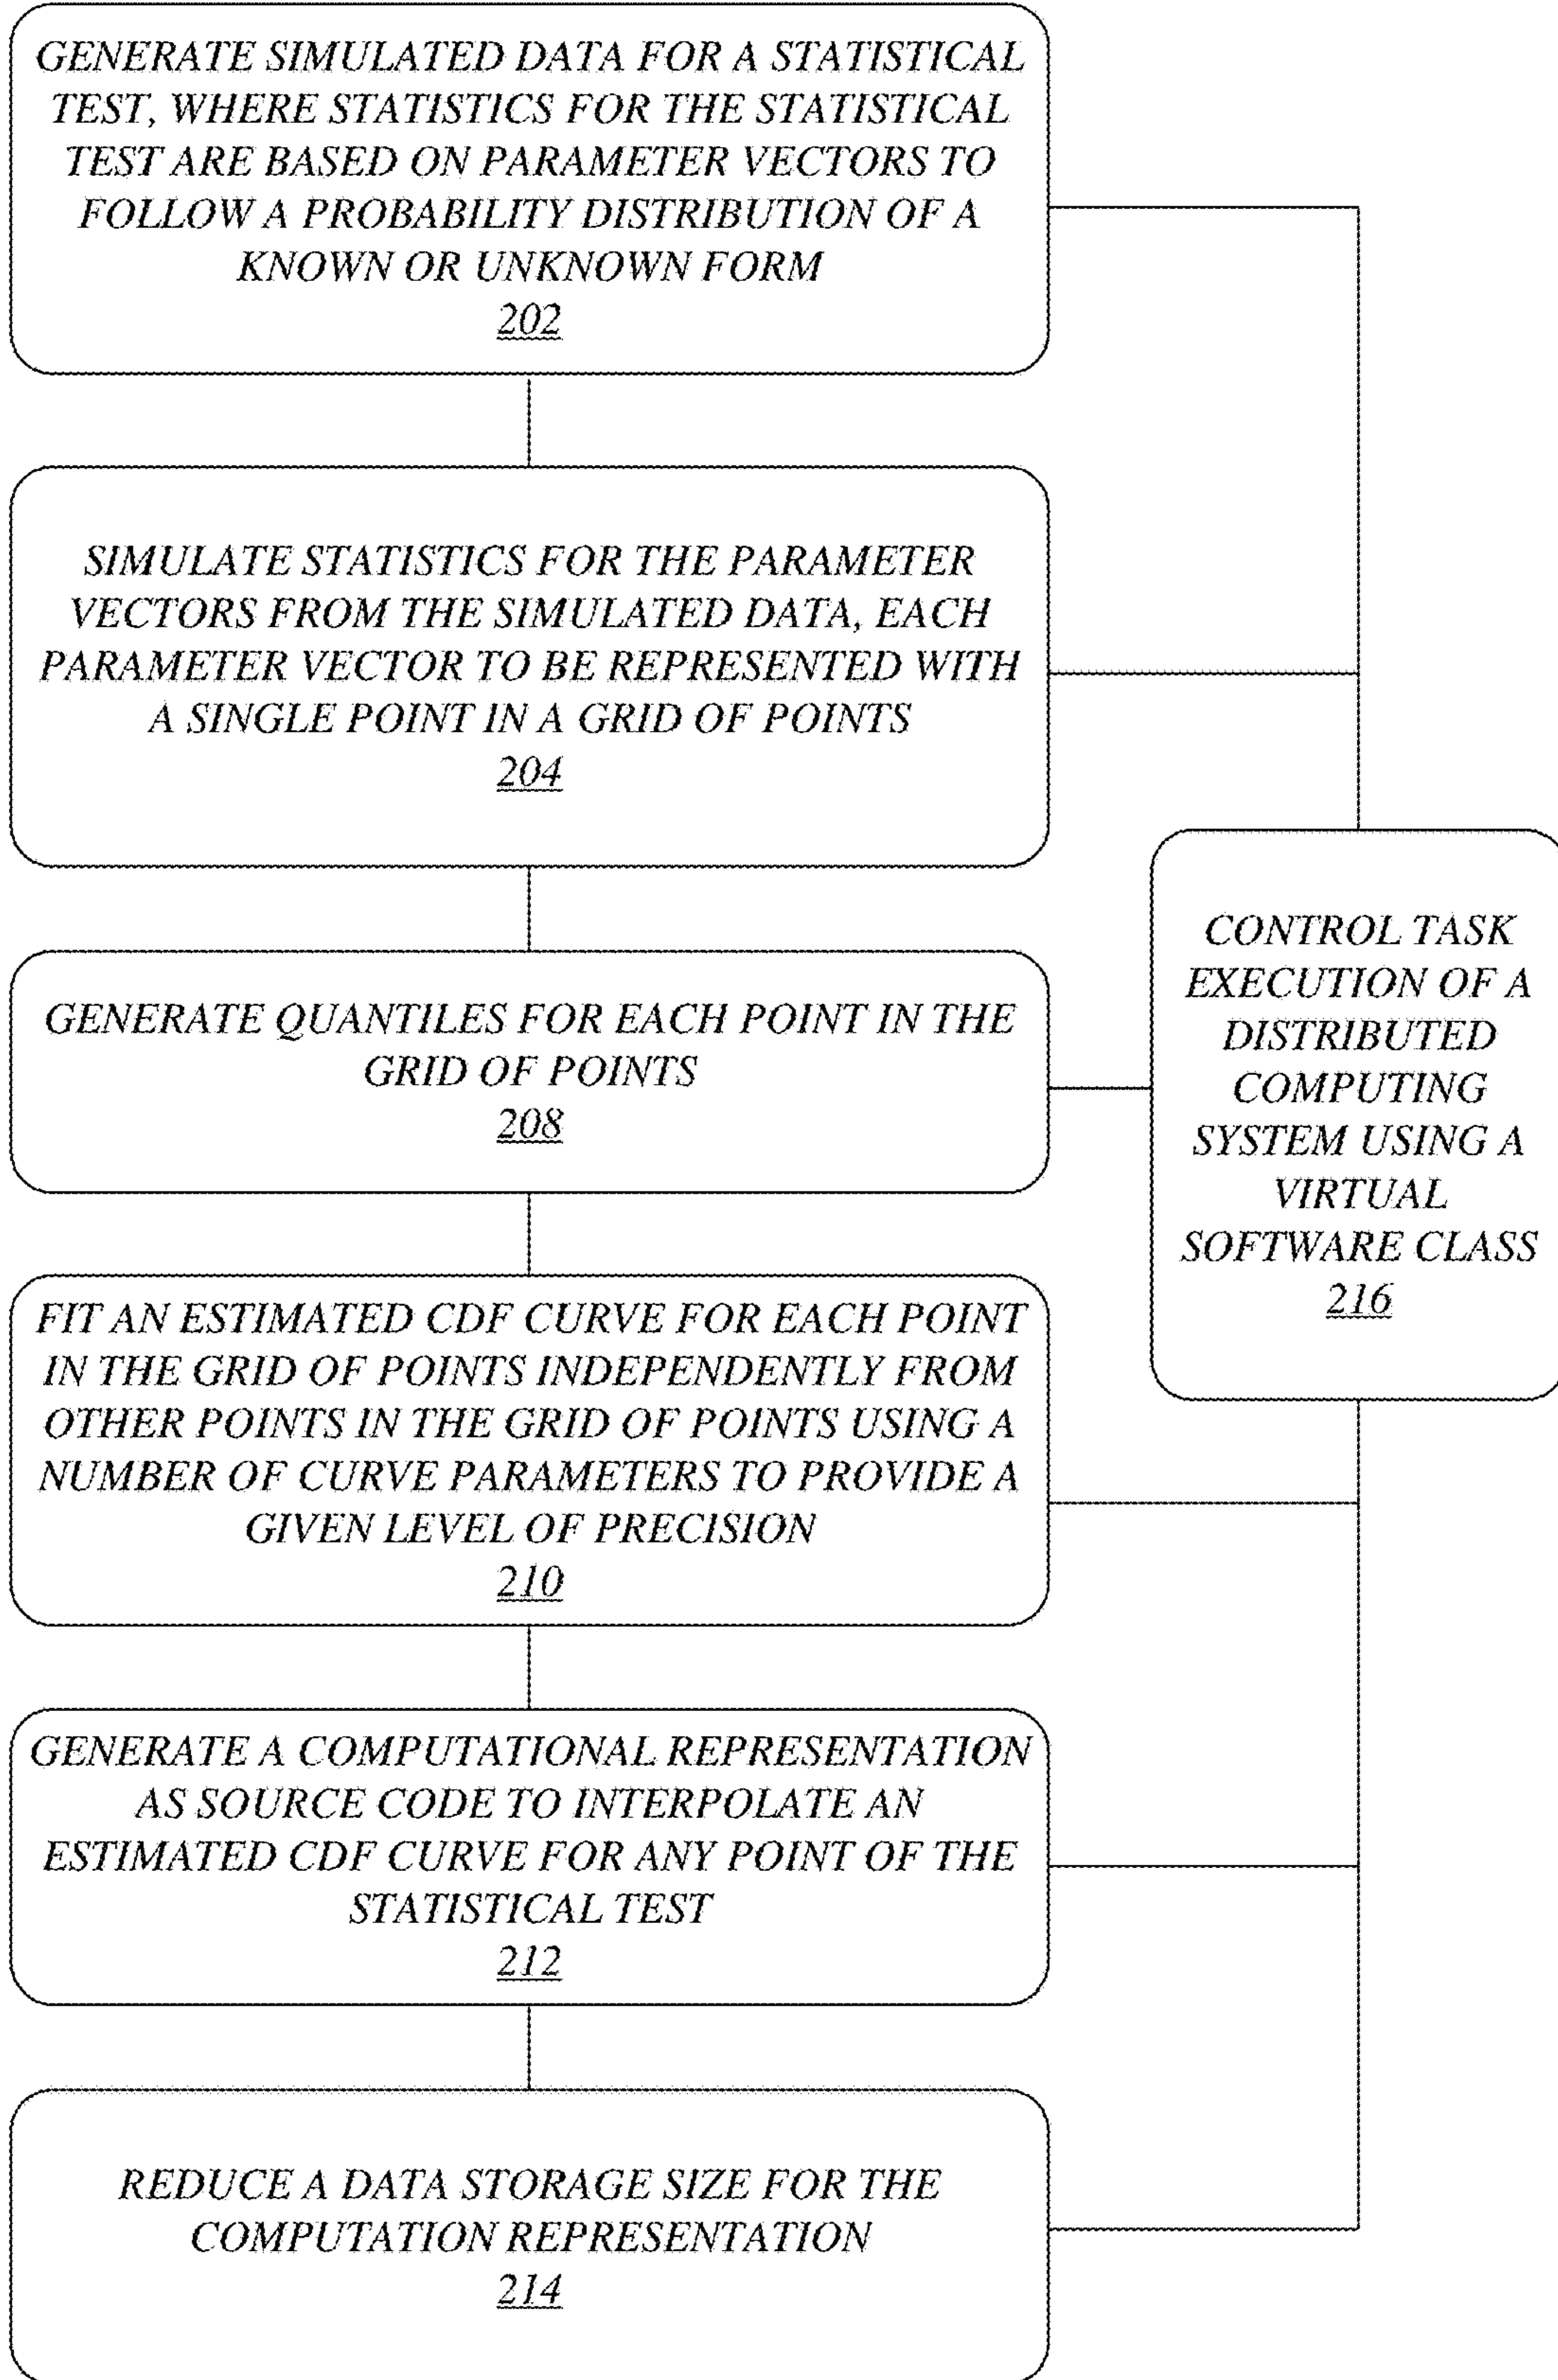 GENERATE SIMULATED DATA FOR A STATISTICAL
TEST, WHERE STATISTICS FOR THE STATISTICAL
TEST ARE BASED ON PARAMETER VECTORS TO
FOLLOW A PROBABILITY DISTRIBUTION OF A
KNOWN OR UNKNOWN FORM
202
SIMULATE STATISTICS FOR THE PARAMETER
VECTORS FROM THE SIMULATED DATA, EACH
PARAMETER VECTOR TO BE REPRESENTED WITH
A SINGLE POINT IN A GRID OF POINTS
204
GENERATE QUANTILES FOR EACH POINT IN THE
GRID OF POINTS
208
FIT AN ESTIMATED CDF CURVE FOR EACH POINT
IN THE GRID OF POINTS INDEPENDENTLY FROM
OTHER POINTS IN THE GRID OF POINTS USING A
NUMBER OF CURVE PARAMETERS TO PROVIDE A
GIVEN LEVEL OF PRECISION
210
GENERATE A COMPUTATIONAL REPRESENTATION
AS SOURCE CODE TO INTERPOLATE AN
ESTIMATED CDF CURVE FOR ANY POINT OF THE
STATISTICAL TEST
212
REDUCE A DATA STORAGE SIZE FOR THE
COMPUTATION REPRESENTATION
214
CONTROL TASK
EXECUTION OF A
DISTRIBUTED
COMPUTING
SYSTEM USING A
VIRTUAL
SOFTWARE CLASS
216